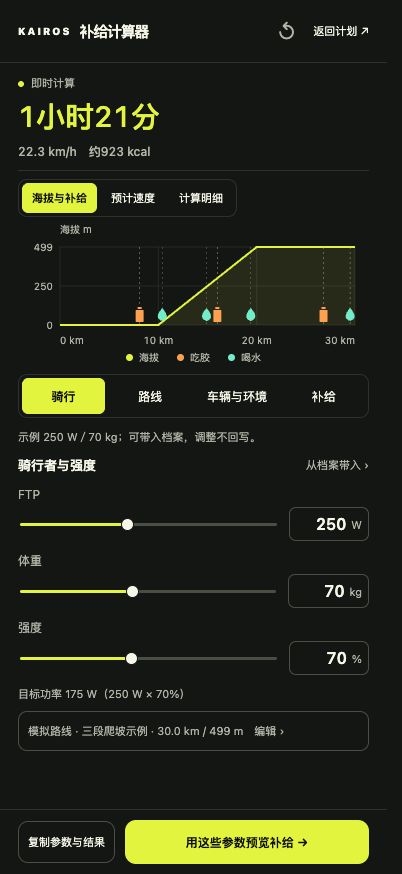 KAIROS 补给计算器 返回计划 ↗
即时计算
1小时21分
22.3 km/h 约923 kcal
海拔与补给 预计速度 计算明细
海拔 m
499
250
0
0 km 10 km 20 km 30 km
海拔 吃胶 喝水
骑行 路线 车辆与环境 补给
示例 250 W / 70 kg；可带入档案，调整不回写。
骑行者与强度 从档案带入 ›
FTP
250 W
体重
70 kg
强度
70 %
目标功率 175 W（250 W × 70%）
模拟路线 · 三段爬坡示例 · 30.0 km / 499 m 编辑 ›
复制参数与结果 用这些参数预览补给 →